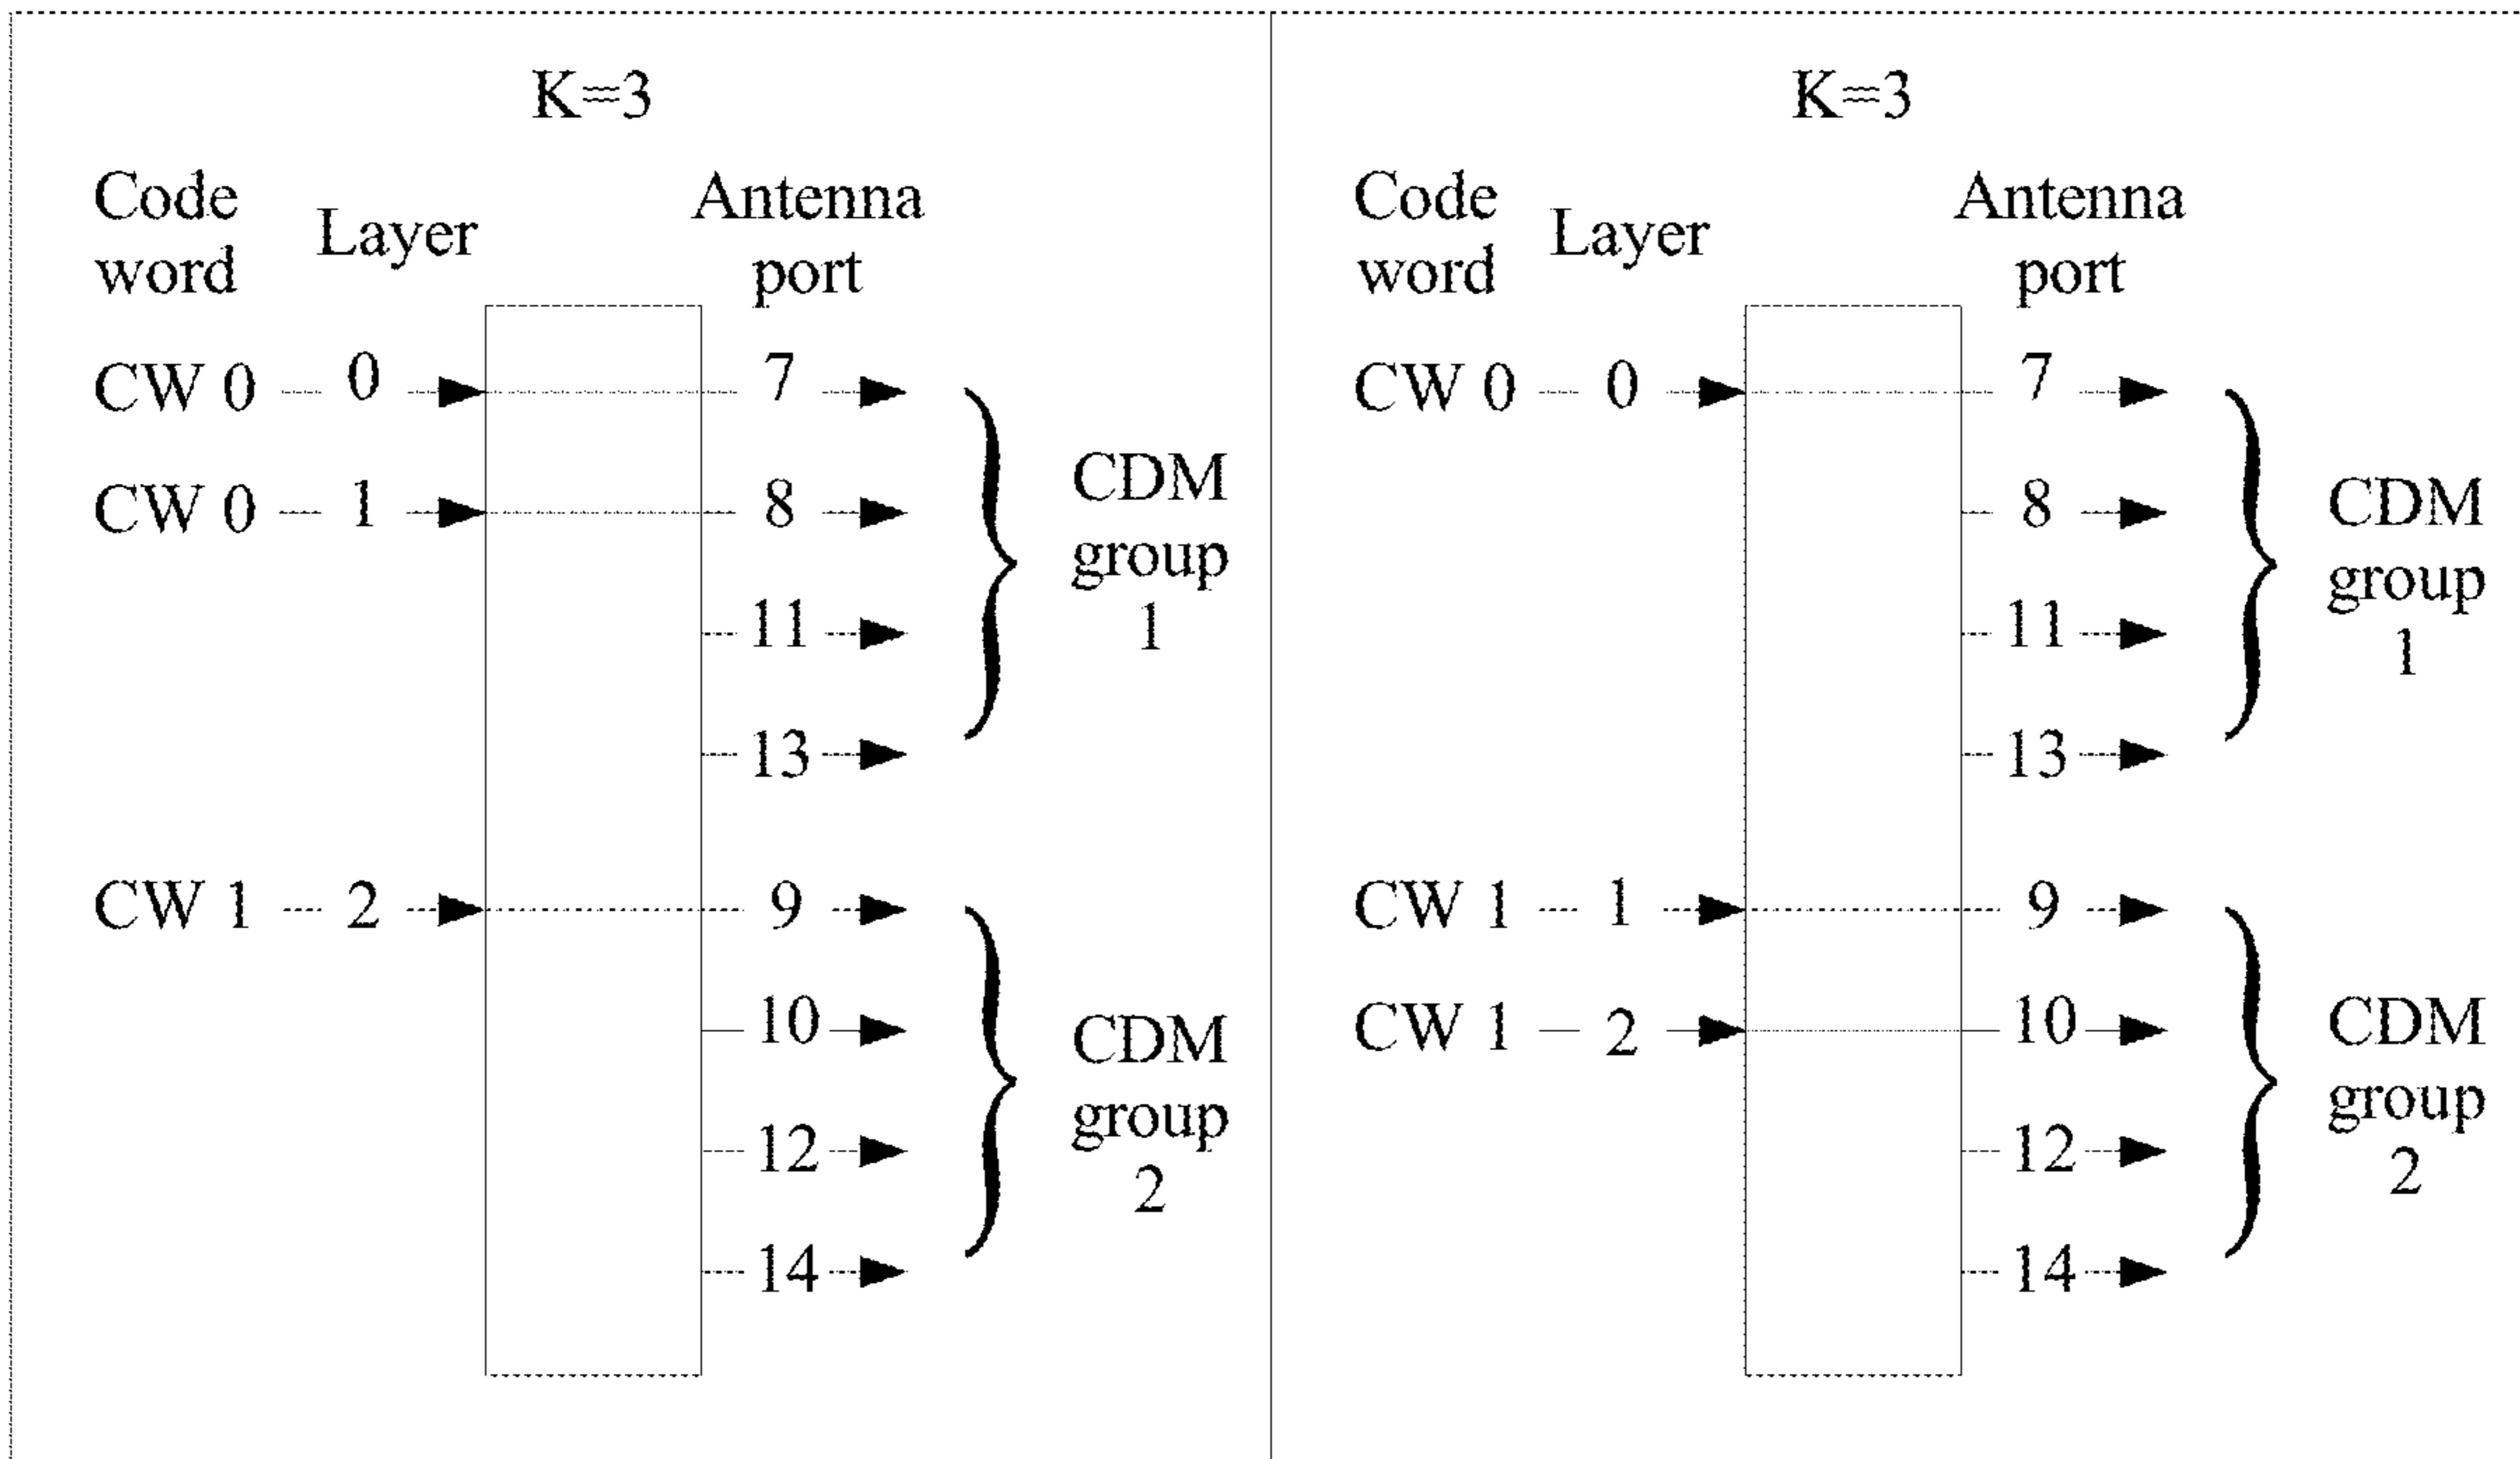 K=3
Code word
Layer
Antenna port
CW 0 0 7
CW 0 1 8
11
13
CDM group 1
CW 1 2 9
10
12
14
CDM group 2
K=3
Code word
Layer
Antenna port
CW 0 0 7
8
11
13
CDM group 1
CW 1 1 9
CW 1 2 10
12
14
CDM group 2